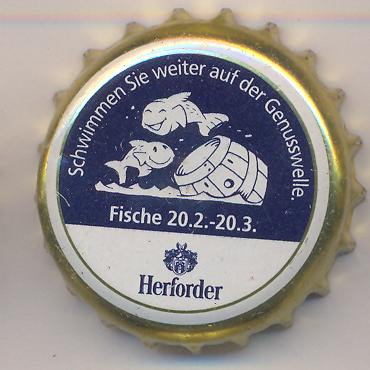 Schwimmen Sie weiter auf der Genusswelle.
Fische 20.2.-20.3.
Herforder